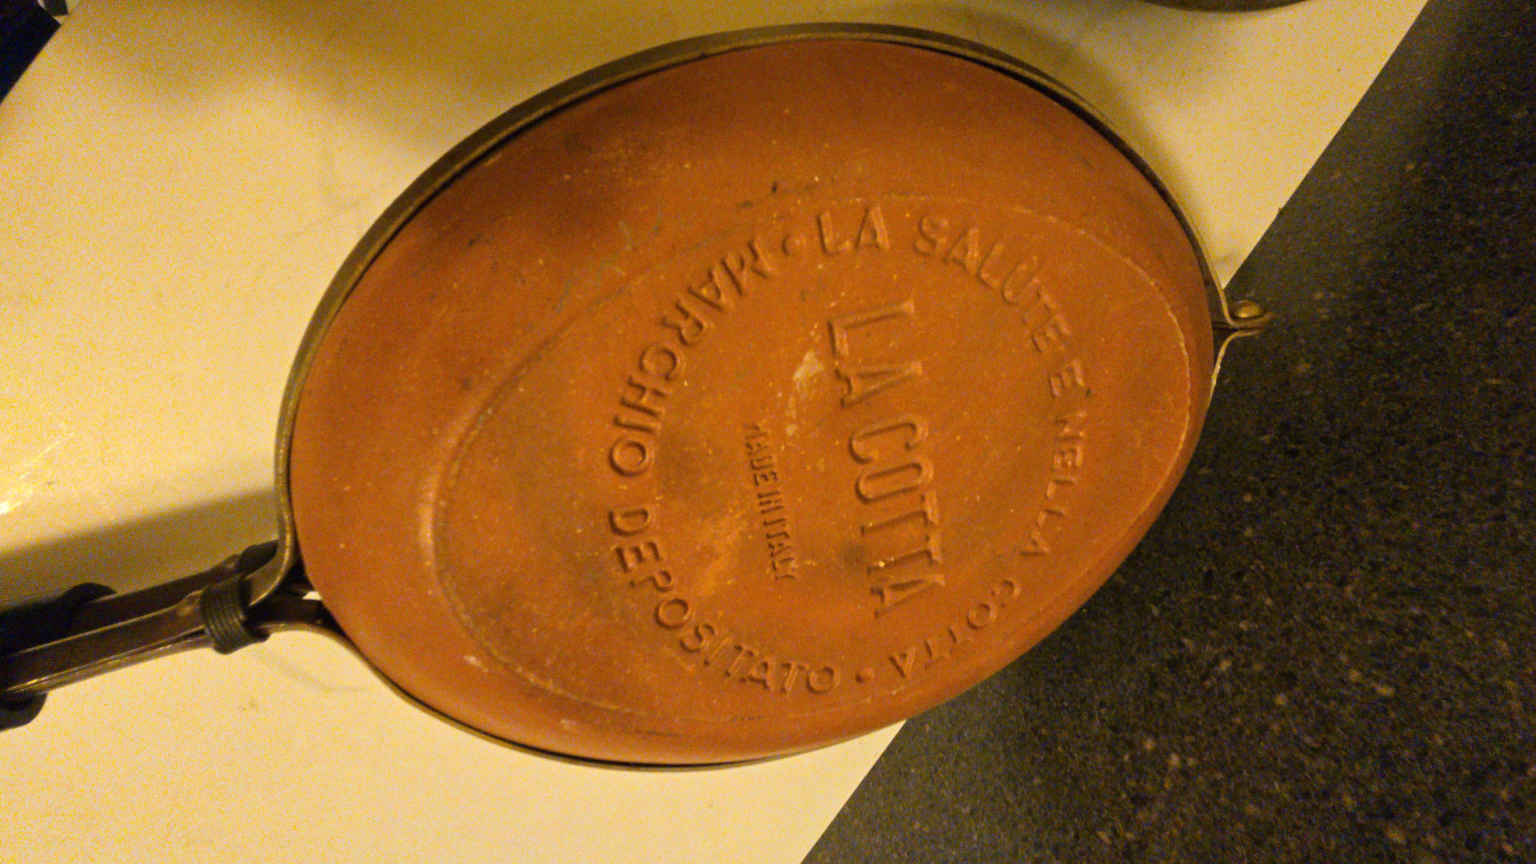 LA SALUTE È NELLA COTTA
LA COTTA
MADE IN ITALY
MARCHIO DEPOSITATO